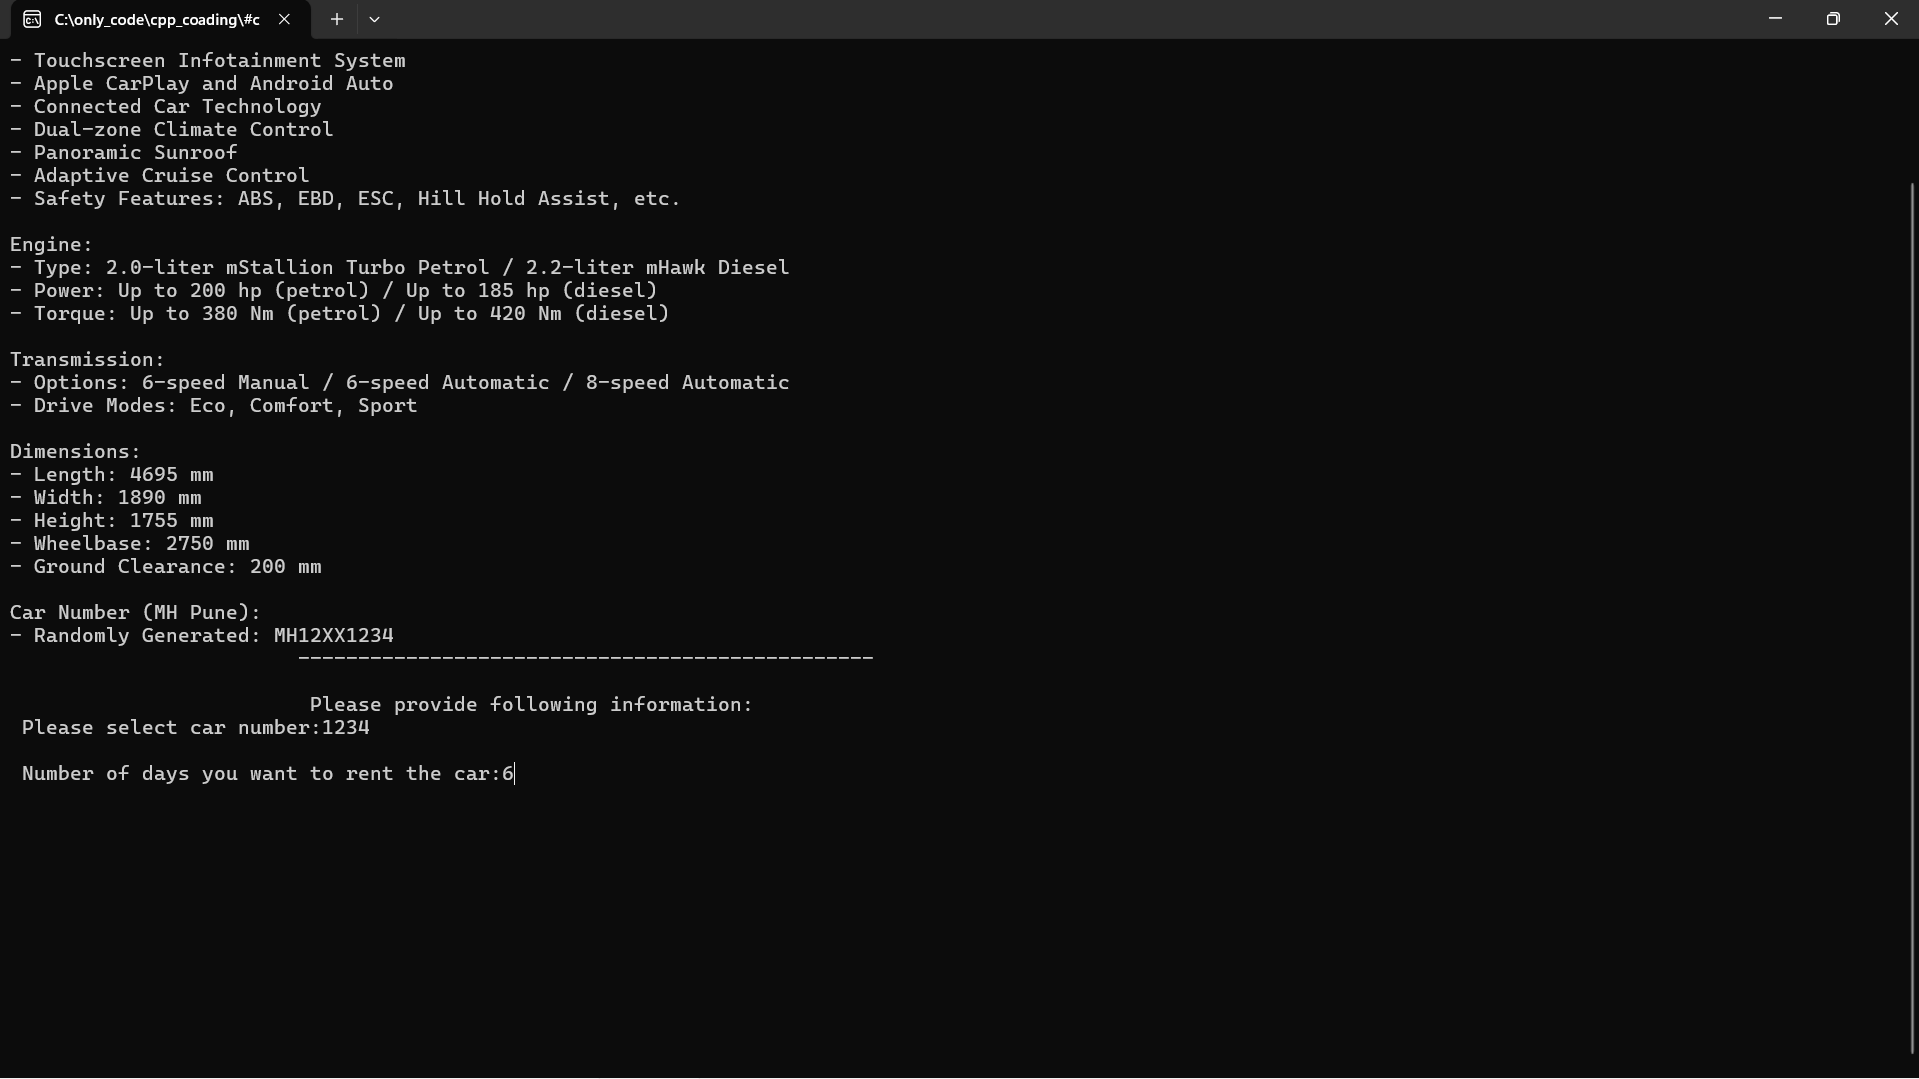 C:\only_code\cpp_coading\#c
- Touchscreen Infotainment System
- Apple CarPlay and Android Auto
- Connected Car Technology
- Dual-zone Climate Control
- Panoramic Sunroof
- Adaptive Cruise Control
- Safety Features: ABS, EBD, ESC, Hill Hold Assist, etc.
Engine:
- Type: 2.0-liter mStallion Turbo Petrol / 2.2-liter mHawk Diesel
- Power: Up to 200 hp (petrol) / Up to 185 hp (diesel)
- Torque: Up to 380 Nm (petrol) / Up to 420 Nm (diesel)
Transmission:
- Options: 6-speed Manual / 6-speed Automatic / 8-speed Automatic
- Drive Modes: Eco, Comfort, Sport
Dimensions:
- Length: 4695 mm
- Width: 1890 mm
- Height: 1755 mm
- Wheelbase: 2750 mm
- Ground Clearance: 200 mm
Car Number (MH Pune):
- Randomly Generated: MH12XX1234
------------------------------------------------
Please provide following information:
Please select car number:1234
Number of days you want to rent the car:6